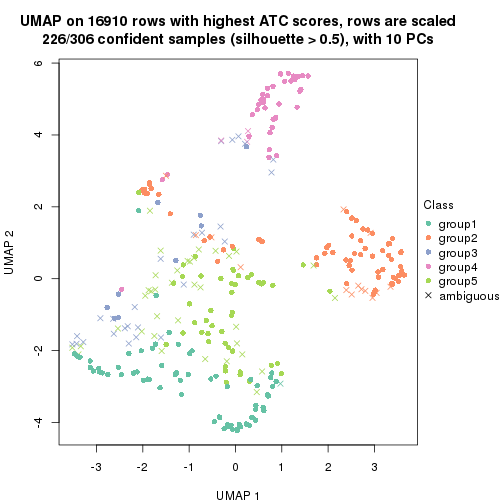 UMAP on 16910 rows with highest ATC scores, rows are scaled
226/306 confident samples (silhouette > 0.5), with 10 PCs
6
4
2
0
-2
-4
UMAP 2
-3
-2
-1
0
1
2
3
UMAP 1
Class
group1
group2
group3
group4
group5
ambiguous